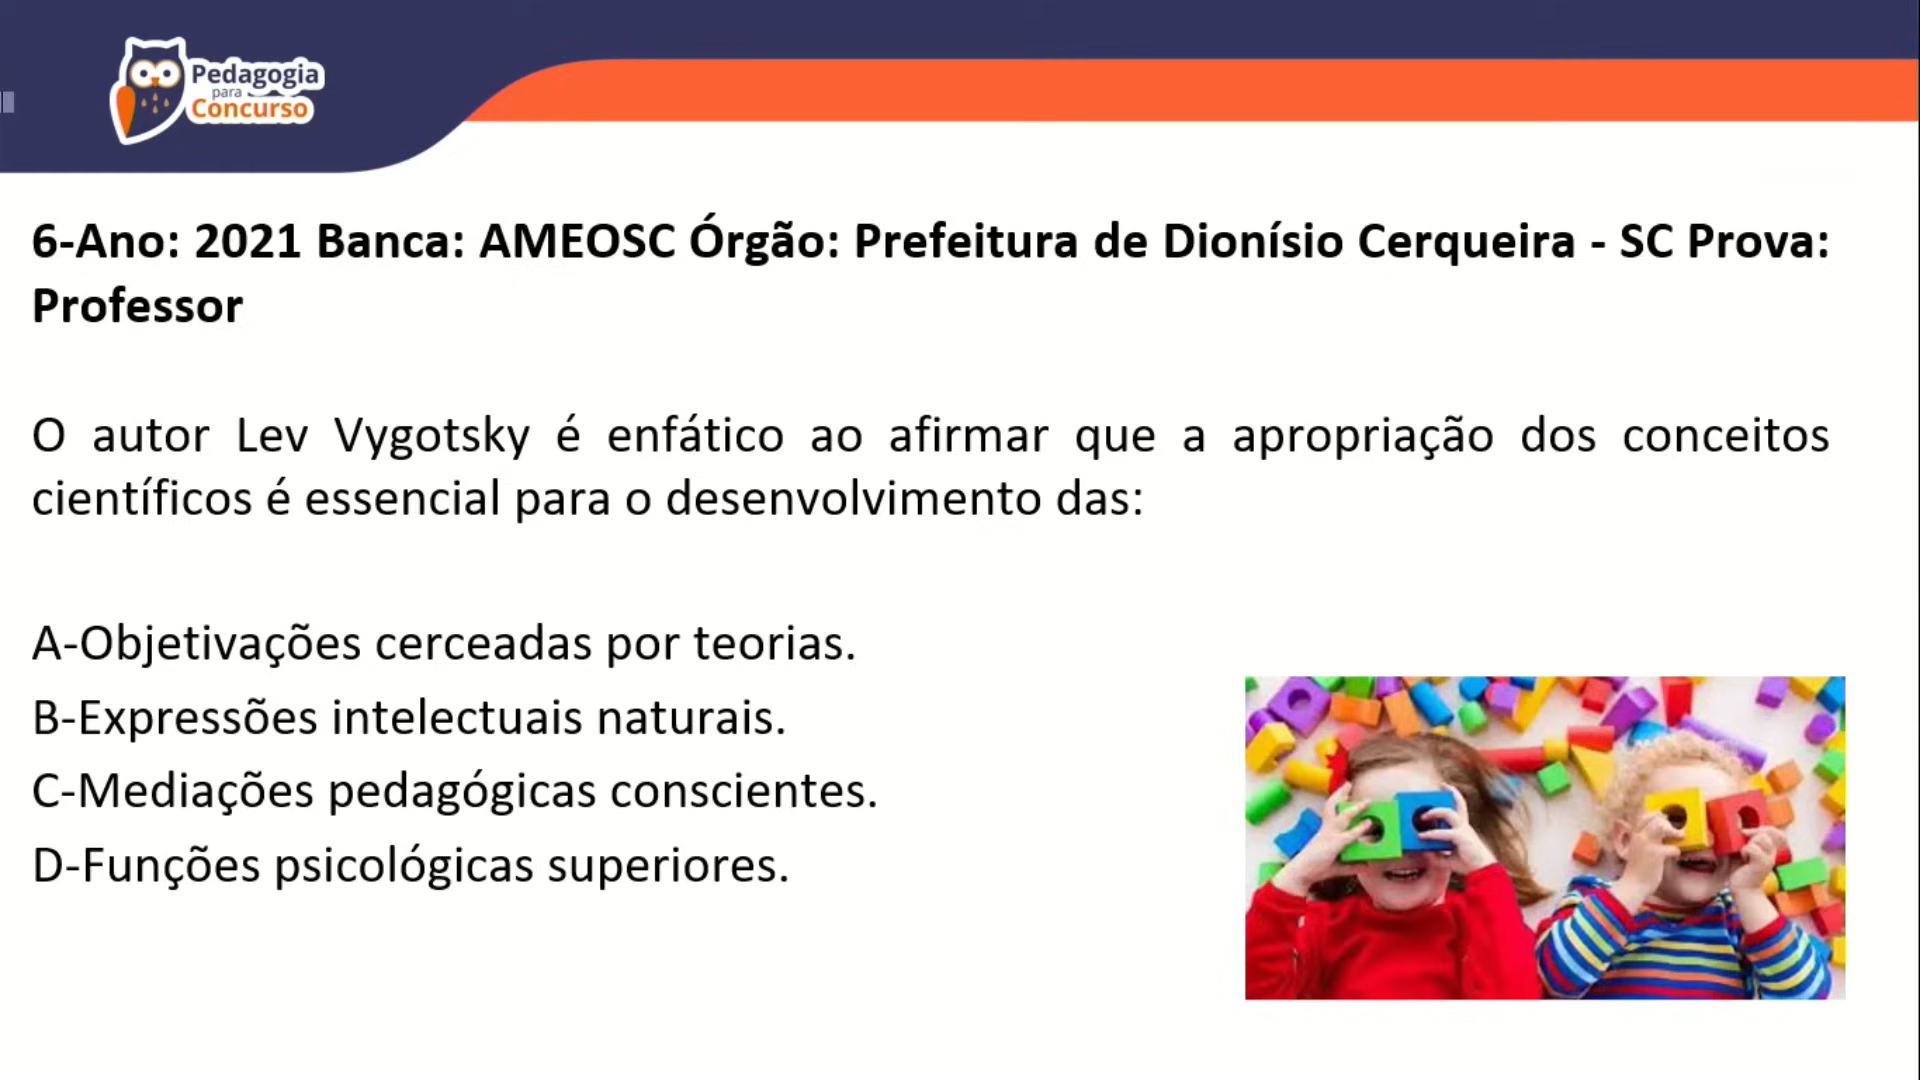 Pedagogia
para
Concurso
6-Ano: 2021 Banca: AMEOSC Órgão: Prefeitura de Dionísio Cerqueira - SC Prova:
Professor
O autor Lev Vygotsky é enfático ao afirmar que a apropriação dos conceitos
científicos é essencial para o desenvolvimento das:
A-Objetivações cerceadas por teorias.
B-Expressões intelectuais naturais.
C-Mediações pedagógicas conscientes.
D-Funções psicológicas superiores.